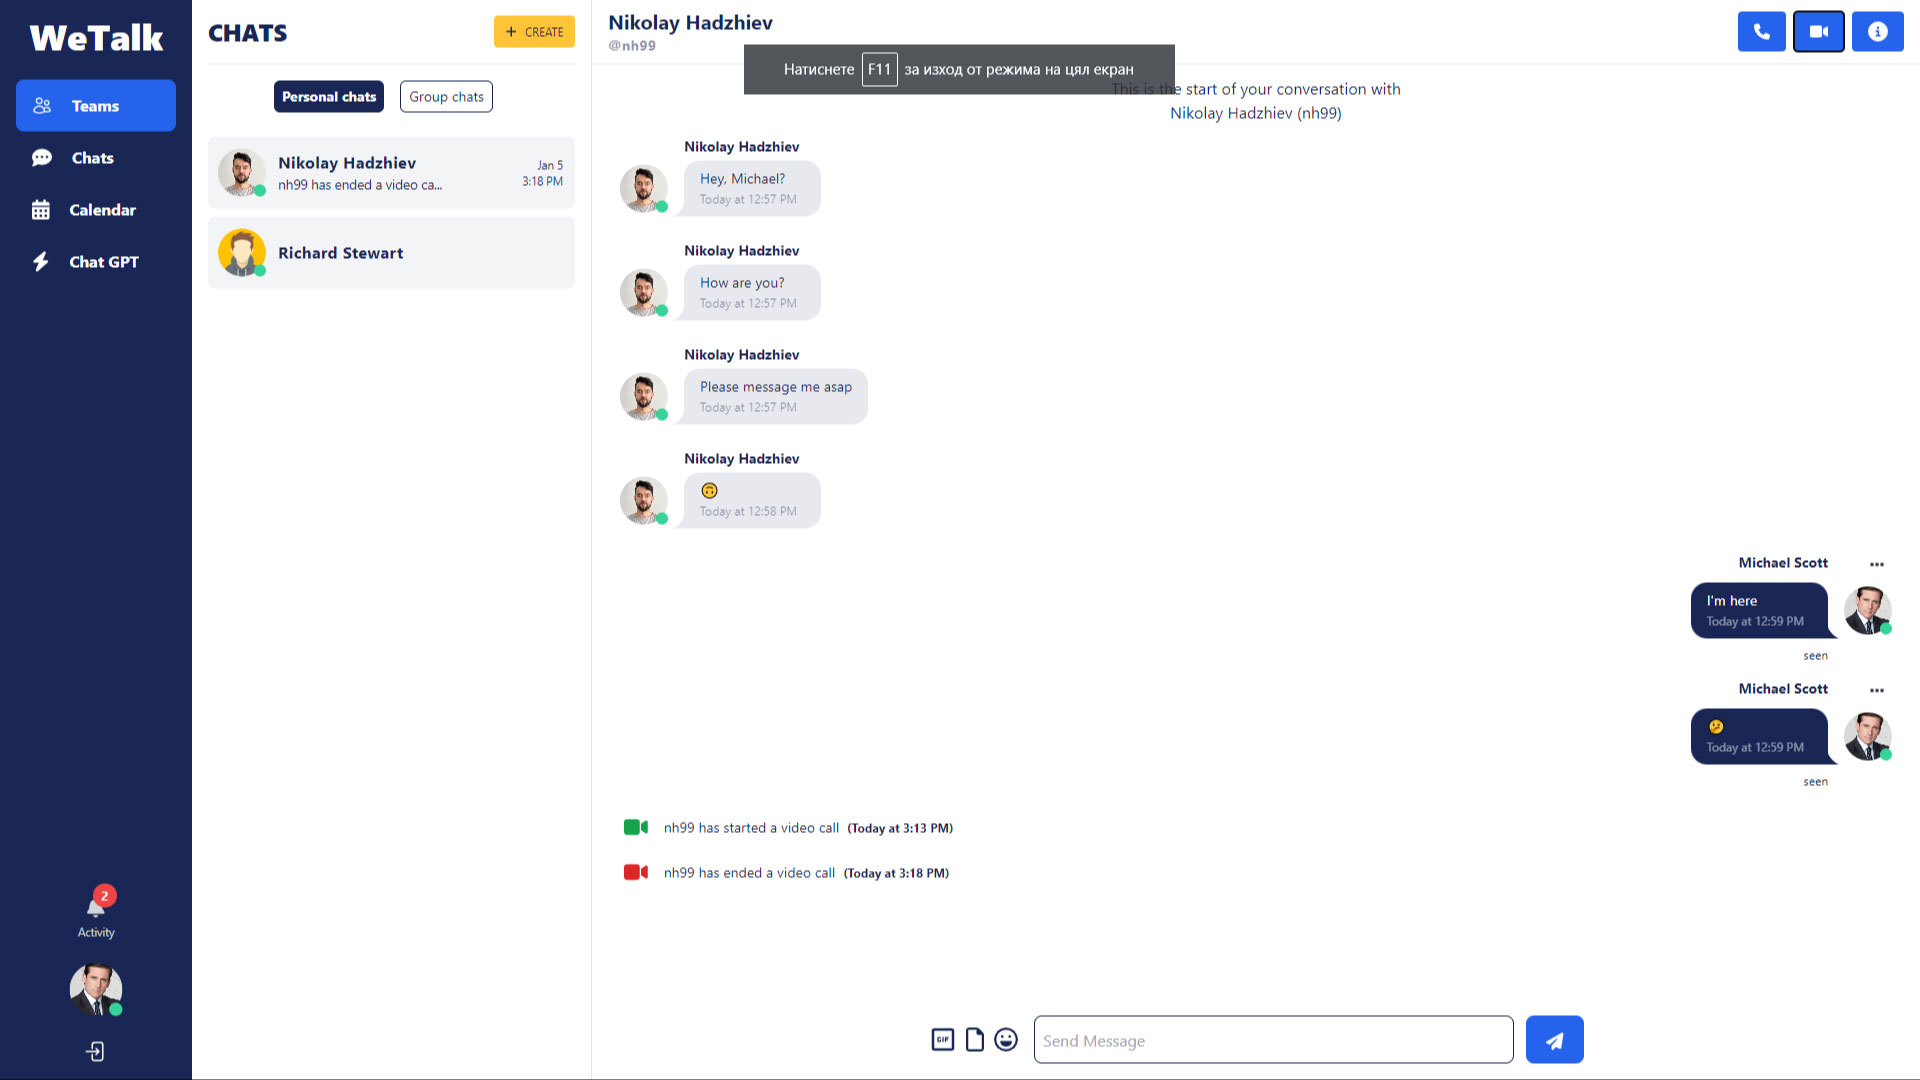 WeTalk
Teams
Chats
Calendar
Chat GPT
2
Activity
CHATS
+ CREATE
Personal chats
Group chats
Nikolay Hadzhiev
nh99 has ended a video ca...
Jan 5
3:18 PM
Richard Stewart
Nikolay Hadzhiev
@nh99
Натиснете F11 за изход от режима на цял екран
This is the start of your conversation with
Nikolay Hadzhiev (nh99)
Nikolay Hadzhiev
Hey, Michael?
Today at 12:57 PM
Nikolay Hadzhiev
How are you?
Today at 12:57 PM
Nikolay Hadzhiev
Please message me asap
Today at 12:57 PM
Nikolay Hadzhiev
🙃
Today at 12:58 PM
Michael Scott
I'm here
Today at 12:59 PM
seen
Michael Scott
🤔
Today at 12:59 PM
seen
nh99 has started a video call (Today at 3:13 PM)
nh99 has ended a video call (Today at 3:18 PM)
GIF
Send Message